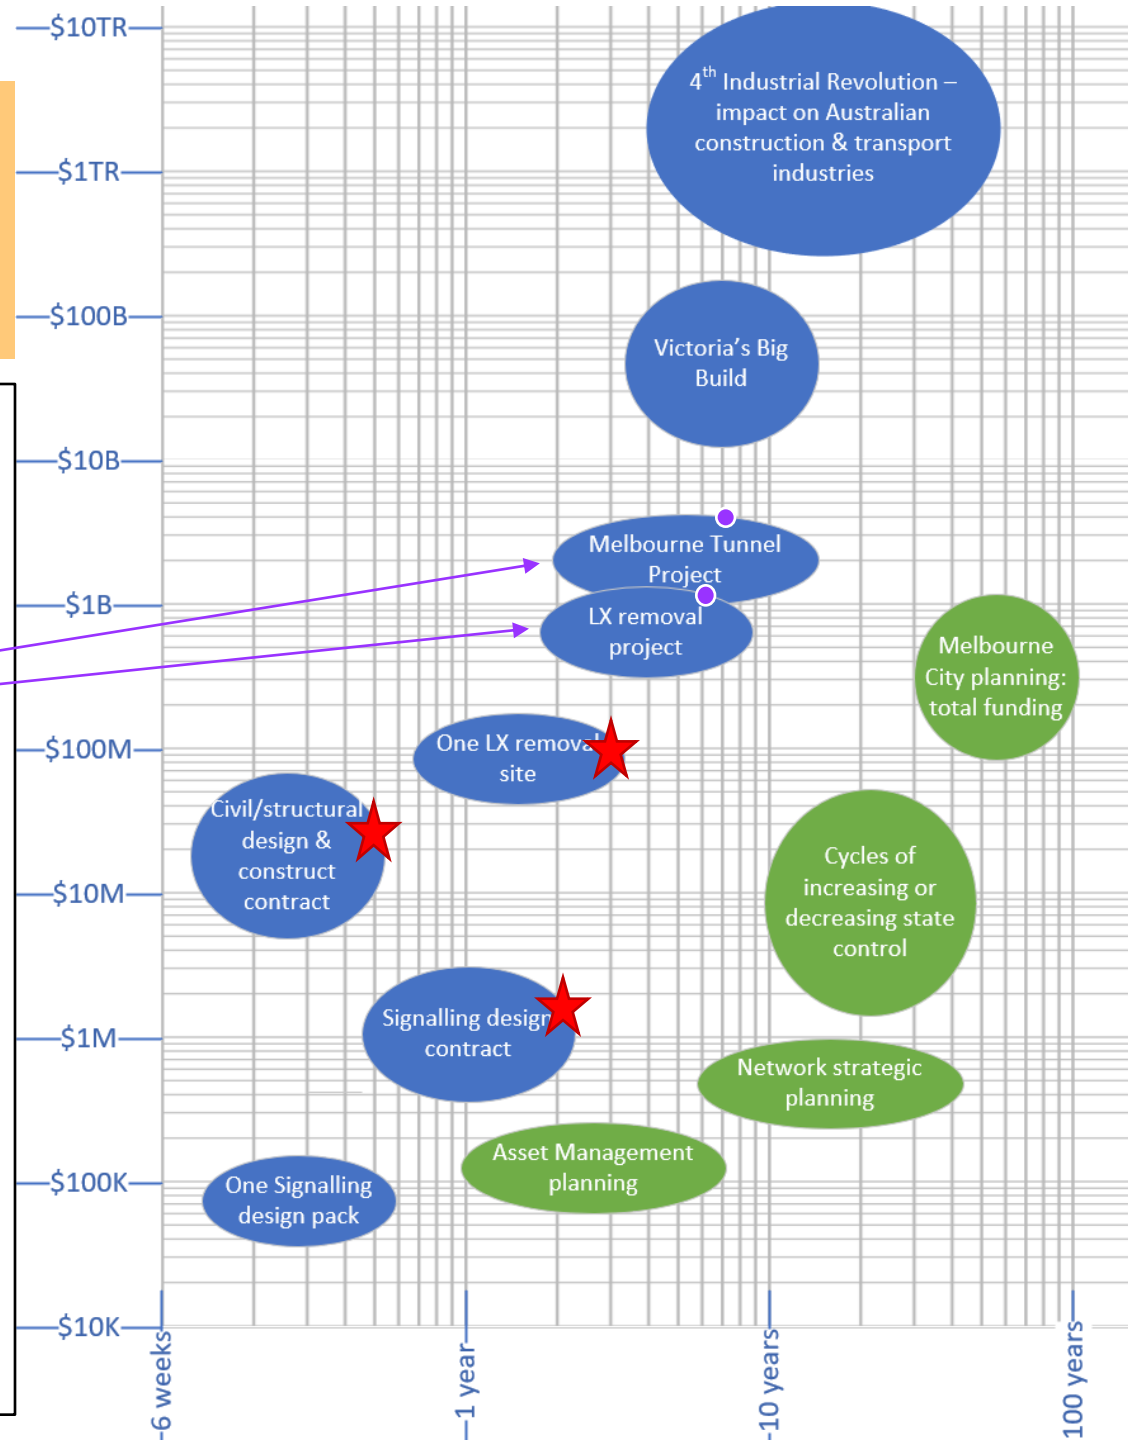 $10TR
4th Industrial Revolution –
impact on Australian
construction & transport
industries
$1TR
$100B
Victoria's Big
Build
$10B
Melbourne Tunnel
Project
$1B
LX removal
project
Melbourne
City planning:
total funding
$100M
One LX removal
site
Civil/structural
design &
construct
contract
$10M
Cycles of
increasing or
decreasing state
control
Signalling design
contract
$1M
Network strategic
planning
Asset Management
planning
$100K
One Signalling
design pack
$10K
6 weeks
1 year
10 years
100 years